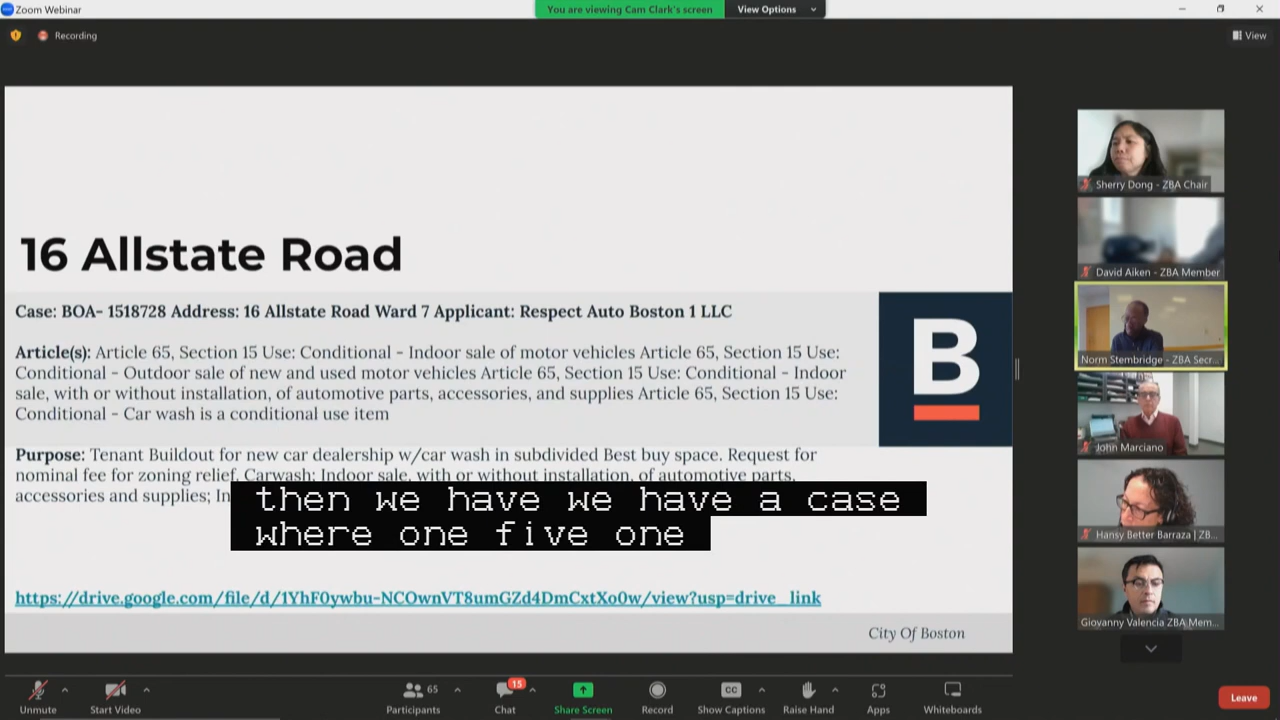 Zoom Webinar
You are viewing Cam Clark's screen
View Options
Recording
View
16 Allstate Road
Case: BOA- 1518728 Address: 16 Allstate Road Ward 7 Applicant: Respect Auto Boston 1 LLC
Article(s): Article 65, Section 15 Use: Conditional - Indoor sale of motor vehicles Article 65, Section 15 Use:
Conditional - Outdoor sale of new and used motor vehicles Article 65, Section 15 Use: Conditional - Indoor
sale, with or without installation, of automotive parts, accessories, and supplies Article 65, Section 15 Use:
Conditional - Car wash is a conditional use item
B
Purpose: Tenant Buildout for new car dealership w/carwash in subdivided Best buy space. Request for
nominal fee for zoning relief. Carwash; Indoor sale, with or without installation, of automotive parts,
accessories and supplies; In
then we have we have a case
where one five one
https://drive.google.com/file/d/1YhF0ywbu-NCOwnVT8umGZd4DmCxtXo0w/view?usp=drive_link
City Of Boston
Sherry Dong - ZBA Chair
David Aiken - ZBA Member
Norm Stembridge - ZBA Secr...
John Marciano
Hansy Better Barraza | ZB...
Giovanny Valencia ZBA Mem...
Unmute
Start Video
65
Participants
15
Chat
Share Screen
Record
CC
Show Captions
Raise Hand
Apps
Whiteboards
Leave